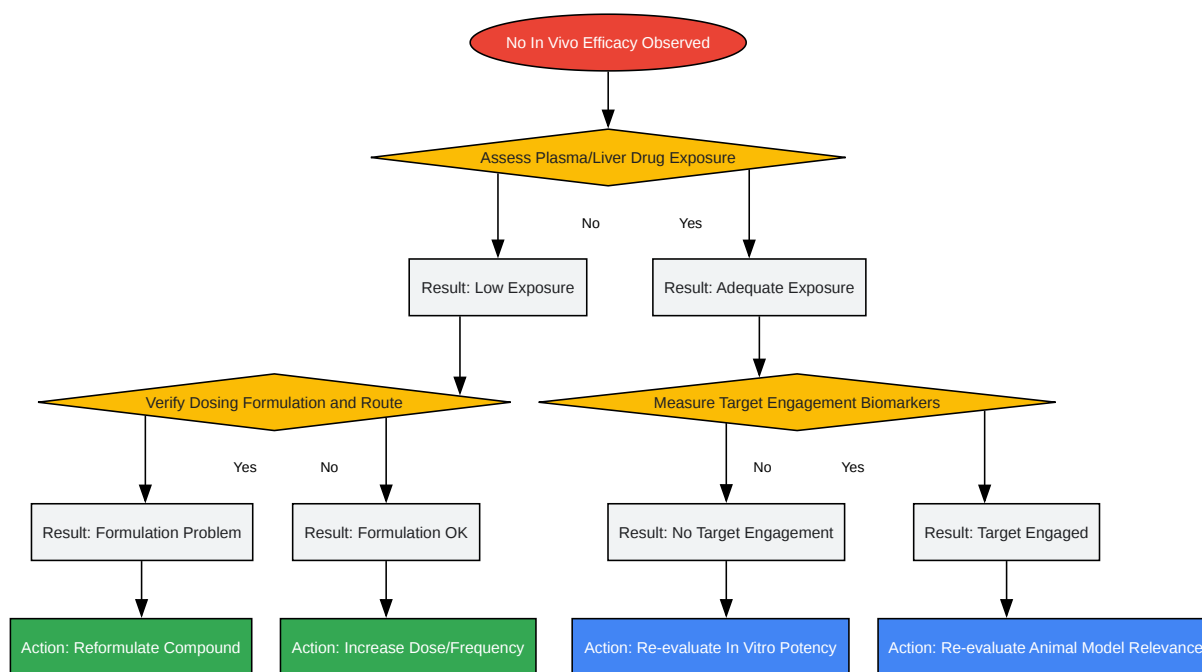 No In Vivo Efficacy Observed
Assess Plasma/Liver Drug Exposure
No
Yes
Result: Low Exposure
Result: Adequate Exposure
Verify Dosing Formulation and Route
Measure Target Engagement Biomarkers
Yes
No
No
Yes
Result: Formulation Problem
Result: Formulation OK
Result: No Target Engagement
Result: Target Engaged
Action: Reformulate Compound
Action: Increase Dose/Frequency
Action: Re-evaluate In Vitro Potency
Action: Re-evaluate Animal Model Relevance